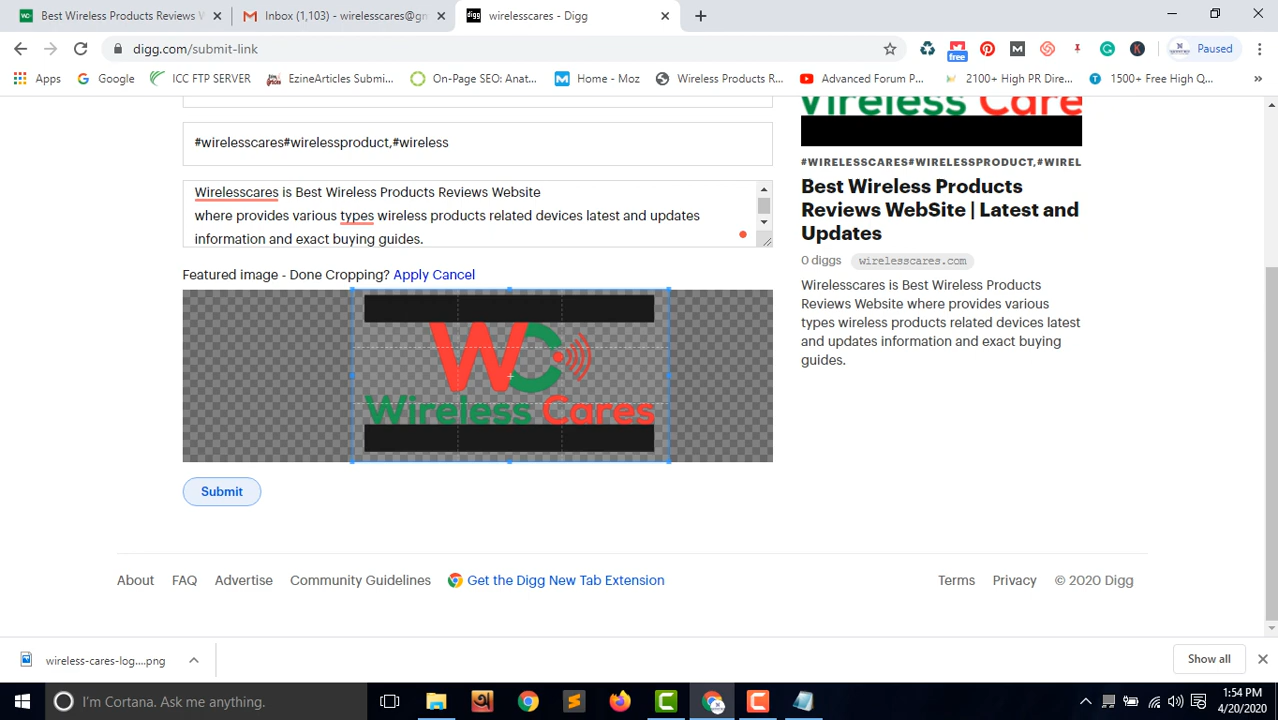 Best Wireless Products Reviews W
Inbox (1,103) - wirelesscares@gm
wirelesscares - Digg
digg.com/submit-link
free
Paused
Apps
Google
ICC FTP SERVER
EzineArticles Submi...
On-Page SEO: Anat...
Home - Moz
Wireless Products R...
Advanced Forum P...
2100+ High PR Dire...
1500+ Free High Q...
#wirelesscares#wirelessproduct,#wireless
Wirelesscares is Best Wireless Products Reviews Website
where provides various types wireless products related devices latest and updates
information and exact buying guides.
Featured image - Done Cropping? Apply Cancel
WC
Wireless Cares
Submit
Wireless Care
#WIRELESSCARES#WIRELESSPRODUCT,#WIREL
Best Wireless Products
Reviews WebSite | Latest and
Updates
0 diggs wirelesscares.com
Wirelesscares is Best Wireless Products
Reviews Website where provides various
types wireless products related devices latest
and updates information and exact buying
guides.
About FAQ Advertise Community Guidelines Get the Digg New Tab Extension
Terms Privacy © 2020 Digg
wireless-cares-log....png
Show all
I'm Cortana. Ask me anything.
1:54 PM
4/20/2020